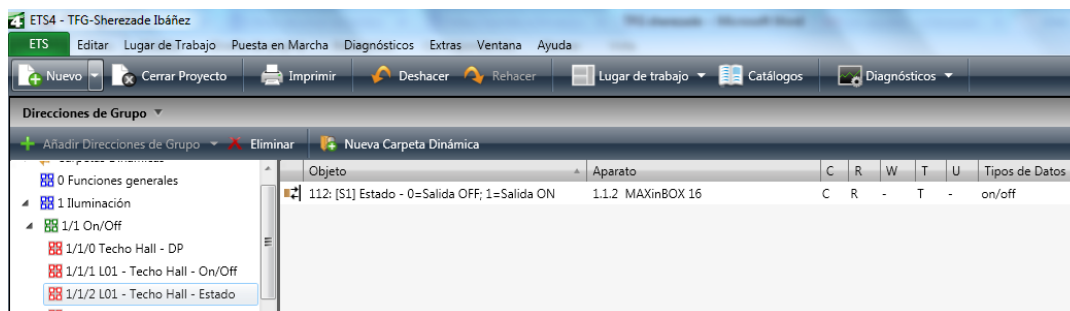 ETS4 - TFG-Sherezade Ibáñez
ETS Editar Lugar de Trabajo Puesta en Marcha Diagnósticos Extras Ventana Ayuda
Nuevo Cerrar Proyecto Imprimir Deshacer Rehacer Lugar de trabajo Catálogos Diagnósticos
Direcciones de Grupo
Añadir Direcciones de Grupo Eliminar Nueva Carpeta Dinámica
Objeto Aparato C R W T U Tipos de Datos
0 Funciones generales
112: [S1] Estado - 0=Salida OFF; 1=Salida ON 1.1.2 MAXinBOX 16 C R - T - on/off
1 Iluminación
1/1 On/Off
1/1/0 Techo Hall - DP
1/1/1 L01 - Techo Hall - On/Off
1/1/2 L01 - Techo Hall - Estado